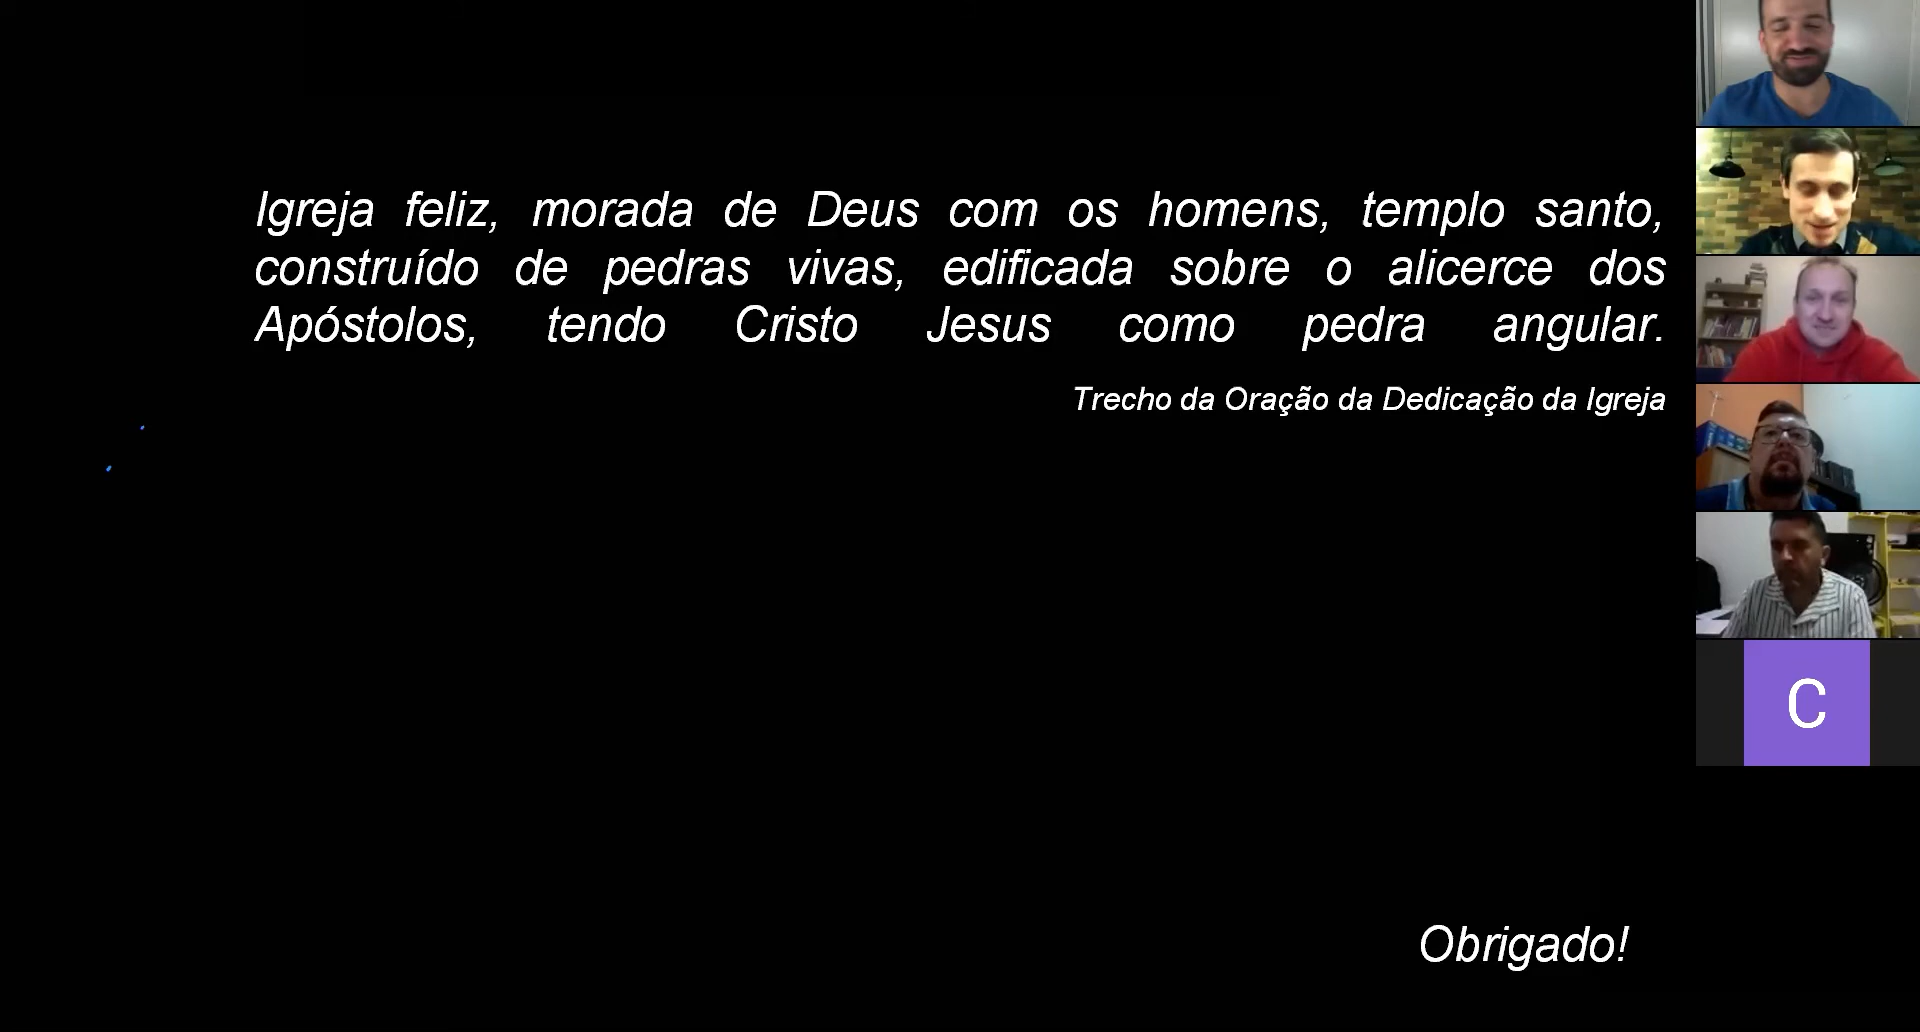 Igreja feliz, morada de Deus com os homens, templo santo,
construído de pedras vivas, edificada sobre o alicerce dos
Apóstolos, tendo Cristo Jesus como pedra angular.
Trecho da Oração da Dedicação da Igreja
C
Obrigado!